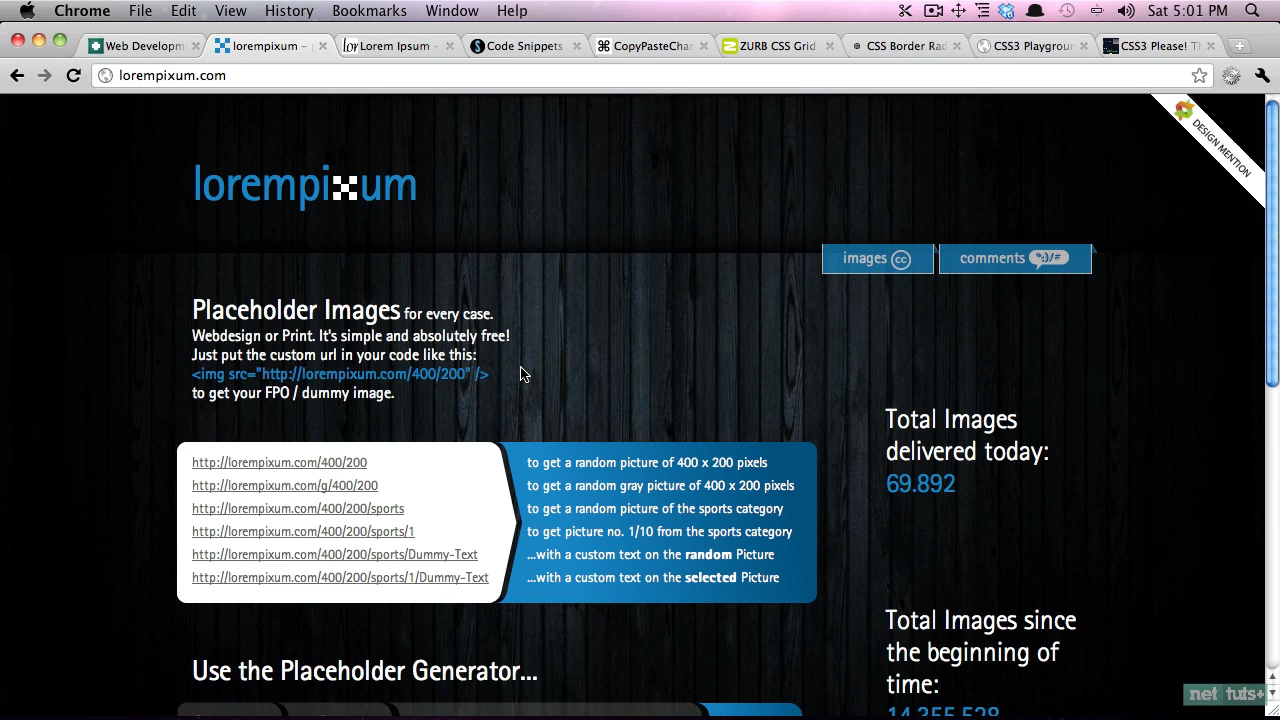 Chrome File Edit View History Bookmarks Window Help Sat 5:01 PM
Web Developm lorempixum – Lorem Ipsum – Code Snippets CopyPasteChar ZURB CSS Grid CSS Border Rad CSS3 Playgroun CSS3 Please! Th
lorempixum.com
DESIGN MENTION
lorempixum
images cc comments
Placeholder Images for every case.
Webdesign or Print. It's simple and absolutely free!
Just put the custom url in your code like this:
<img src="http://lorempixum.com/400/200" />
to get your FPO / dummy image.
Total Images
delivered today:
69.892
http://lorempixum.com/400/200 to get a random picture of 400 x 200 pixels
http://lorempixum.com/g/400/200 to get a random gray picture of 400 x 200 pixels
http://lorempixum.com/400/200/sports to get a random picture of the sports category
http://lorempixum.com/400/200/sports/1 to get picture no. 1/10 from the sports category
http://lorempixum.com/400/200/sports/Dummy-Text ...with a custom text on the random Picture
http://lorempixum.com/400/200/sports/1/Dummy-Text ...with a custom text on the selected Picture
Total Images since
the beginning of
time:
14.355.528
Use the Placeholder Generator...
net tuts+